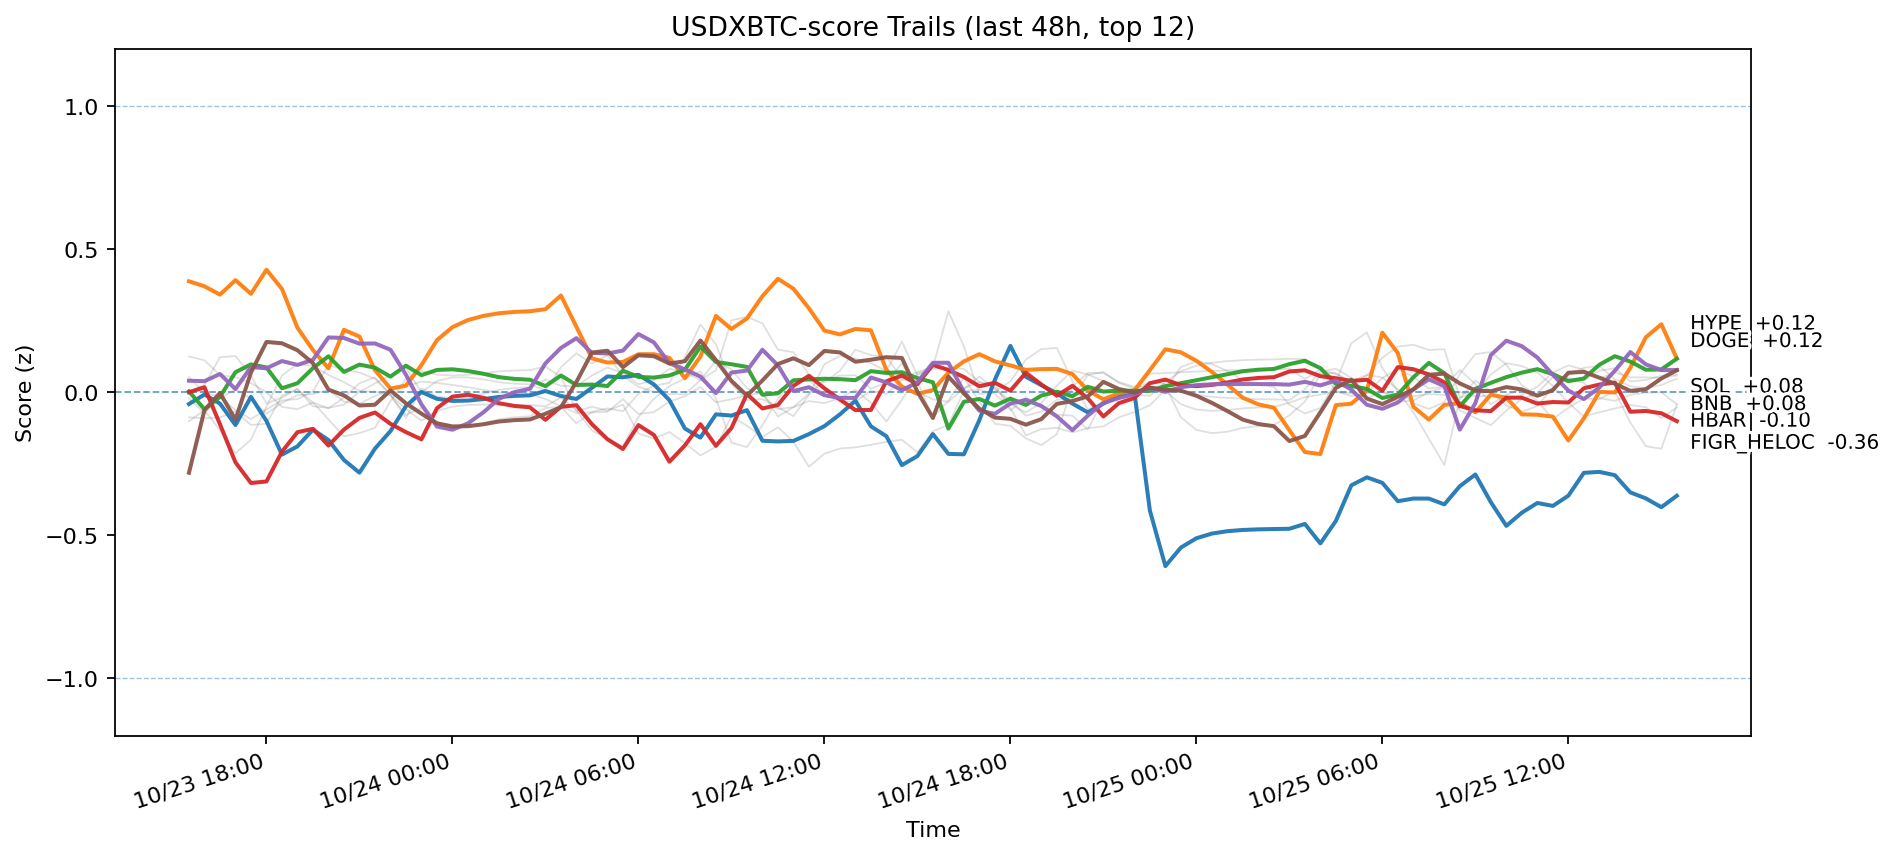 USDXBTC-score Trails (last 48h, top 12)
Score (z)
1.0
0.5
0.0
−0.5
−1.0
HYPE +0.12
DOGE +0.12
SOL +0.08
BNB +0.08
HBAR -0.10
FIGR_HELOC -0.36
10/23 18:00
10/24 00:00
10/24 06:00
10/24 12:00
10/24 18:00
10/25 00:00
10/25 06:00
10/25 12:00
Time